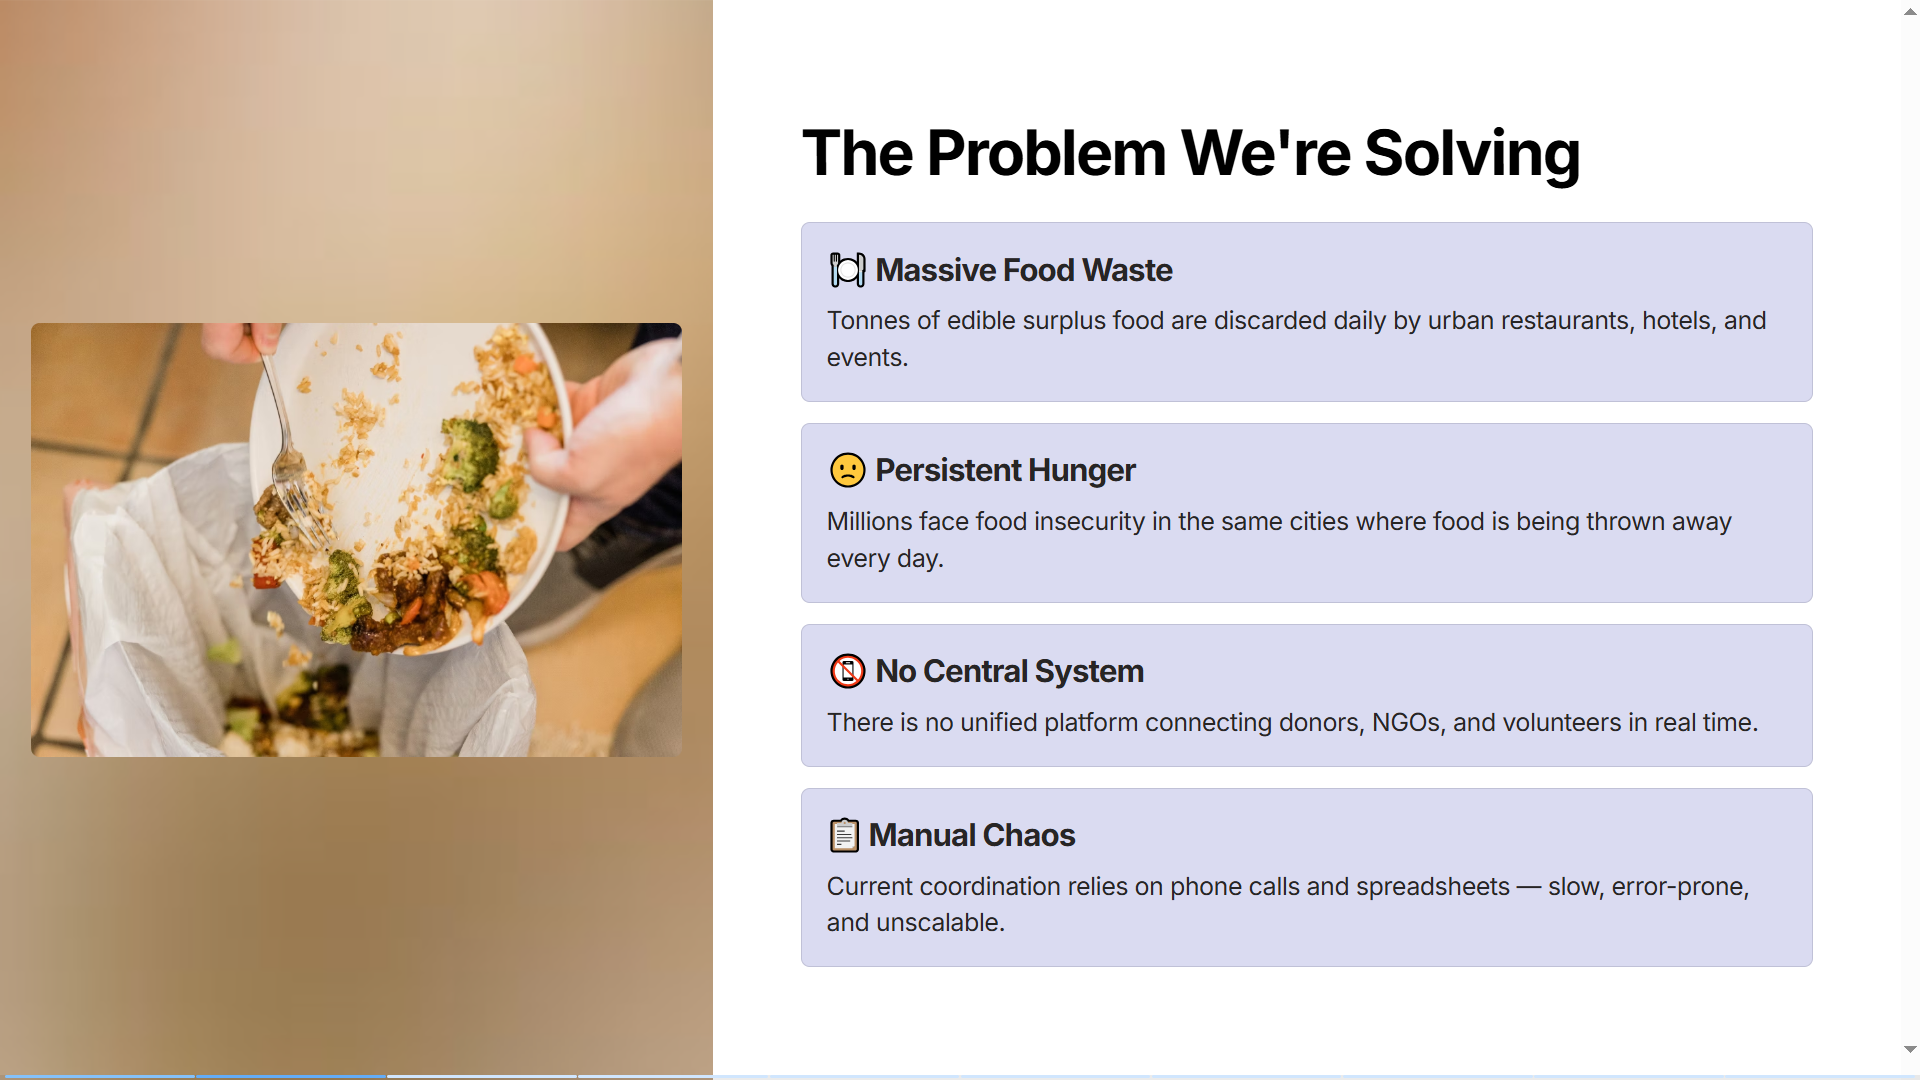 The Problem We're Solving
🍽️ Massive Food Waste
Tonnes of edible surplus food are discarded daily by urban restaurants, hotels, and
events.
🙁 Persistent Hunger
Millions face food insecurity in the same cities where food is being thrown away
every day.
📵 No Central System
There is no unified platform connecting donors, NGOs, and volunteers in real time.
📋 Manual Chaos
Current coordination relies on phone calls and spreadsheets — slow, error-prone,
and unscalable.